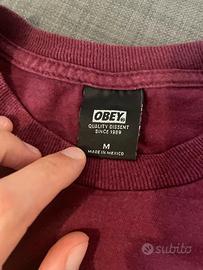 OBEY
QUALITY DISSENT
SINCE 1989
M
MADE IN MEXICO
subito